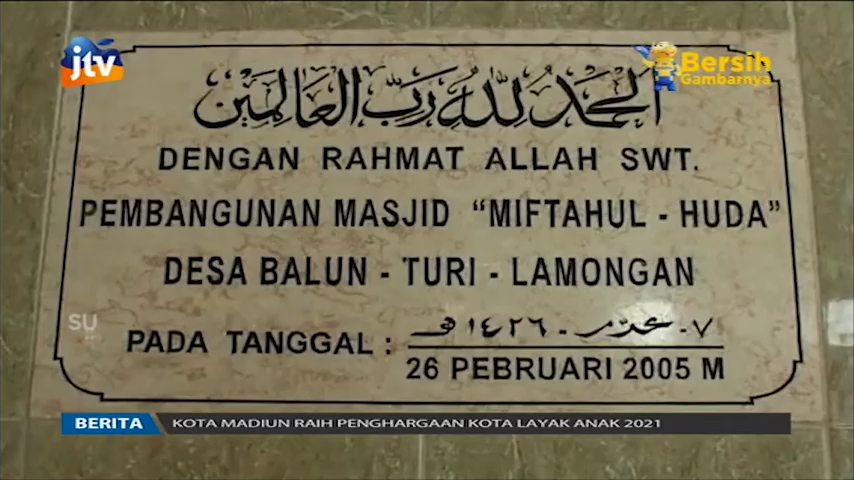 jtv
Bersih
Gambarnya
الحمد لله رب العالمين
DENGAN RAHMAT ALLAH SWT.
PEMBANGUNAN MASJID “MIFTAHUL - HUDA”
DESA BALUN - TURI - LAMONGAN
SU
PADA TANGGAL :
٧ - محرم - ١٤٢٦ هـ
26 PEBRUARI 2005 M
BERITA
KOTA MADIUN RAIH PENGHARGAAN KOTA LAYAK ANAK 2021